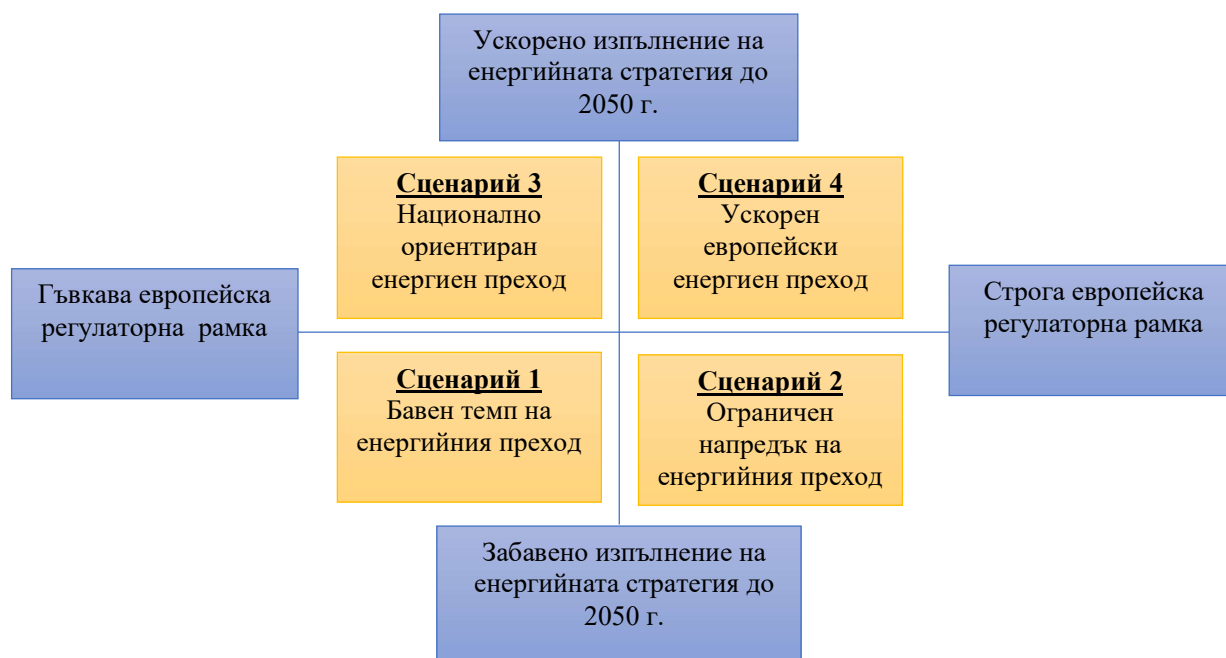 Ускорено изпълнение на
енергийната стратегия до
2050 г.
Сценарий 3
Национално
ориентиран
енергиен преход
Сценарий 4
Ускорен
европейски
енергиен преход
Гъвкава европейска
регулаторна рамка
Строга европейска
регулаторна рамка
Сценарий 1
Бавен темп на
енергийния преход
Сценарий 2
Ограничен
напредък на
енергийния преход
Забавено изпълнение на
енергийната стратегия до
2050 г.